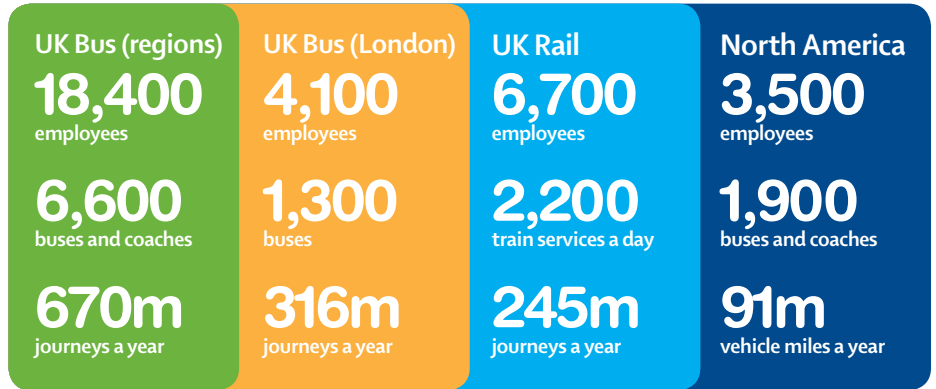 UK Bus (regions)
18,400
employees
6,600
buses and coaches
670m
journeys a year
UK Bus (London)
4,100
employees
1,300
buses
316m
journeys a year
UK Rail
6,700
employees
2,200
train services a day
245m
journeys a year
North America
3,500
employees
1,900
buses and coaches
91m
vehicle miles a year